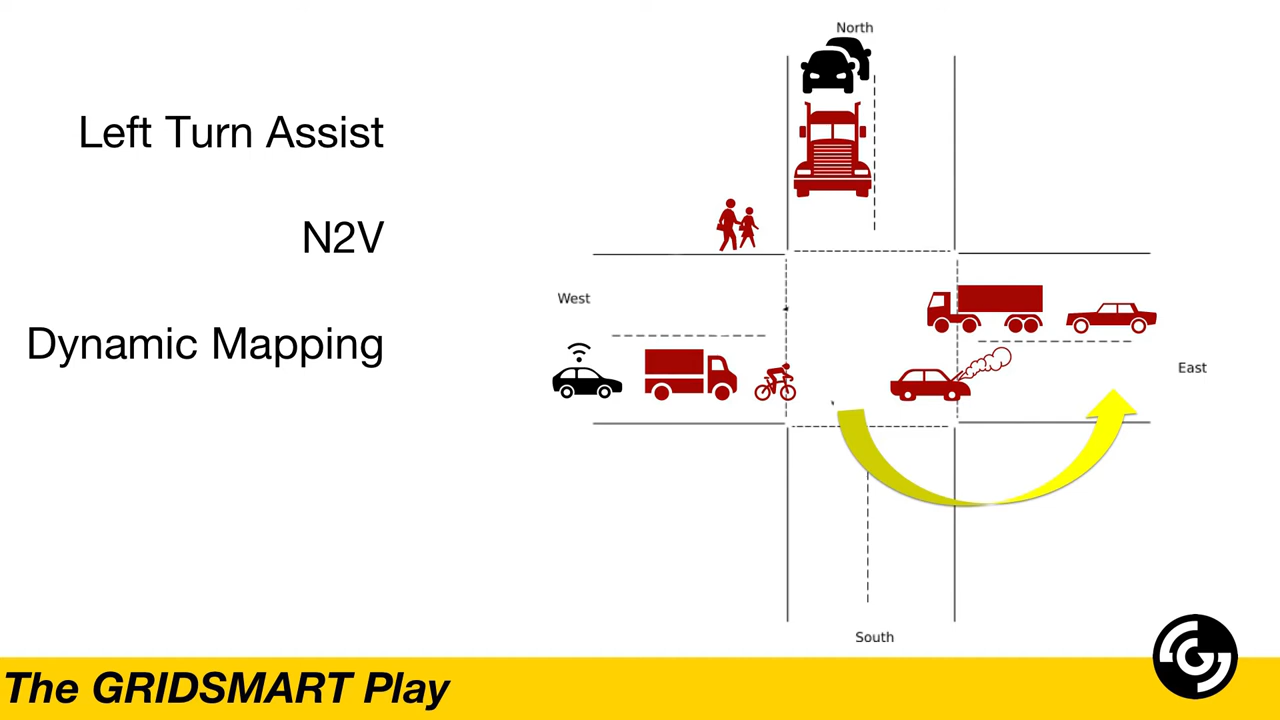 North
Left Turn Assist
N2V
West
Dynamic Mapping
East
South
The GRIDSMART Play